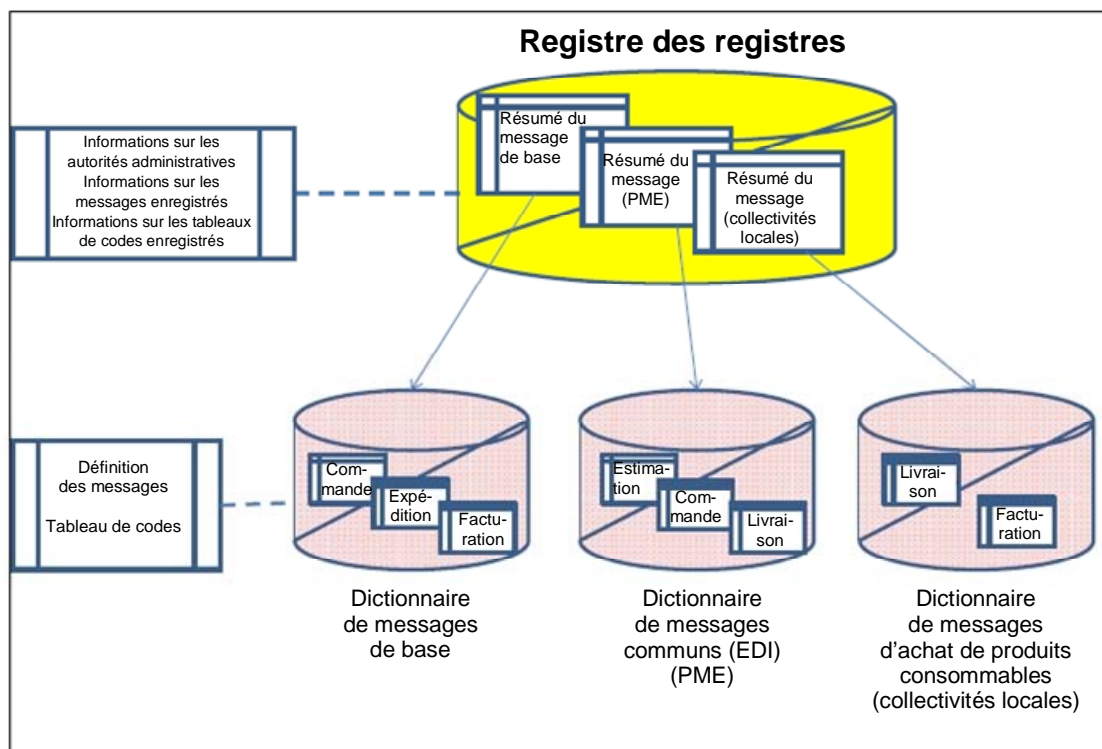 Registre des registres
Informations sur les
autorités administratives
Informations sur les
messages enregistrés
Informations sur les tableaux
de codes enregistrés
Résumé du
message
de base
Résumé du
message
(PME)
Résumé du
message
(collectivités
locales)
Définition
des messages
Tableau de codes
Com-
mande
Expé-
dition
Factu-
ration
Estima-
tion
Com-
mande
Livrai-
son
Livrai-
son
Factu-
ration
Dictionnaire
de messages
de base
Dictionnaire
de messages
communs (EDI)
(PME)
Dictionnaire
de messages
d'achat de produits
consommables
(collectivités locales)